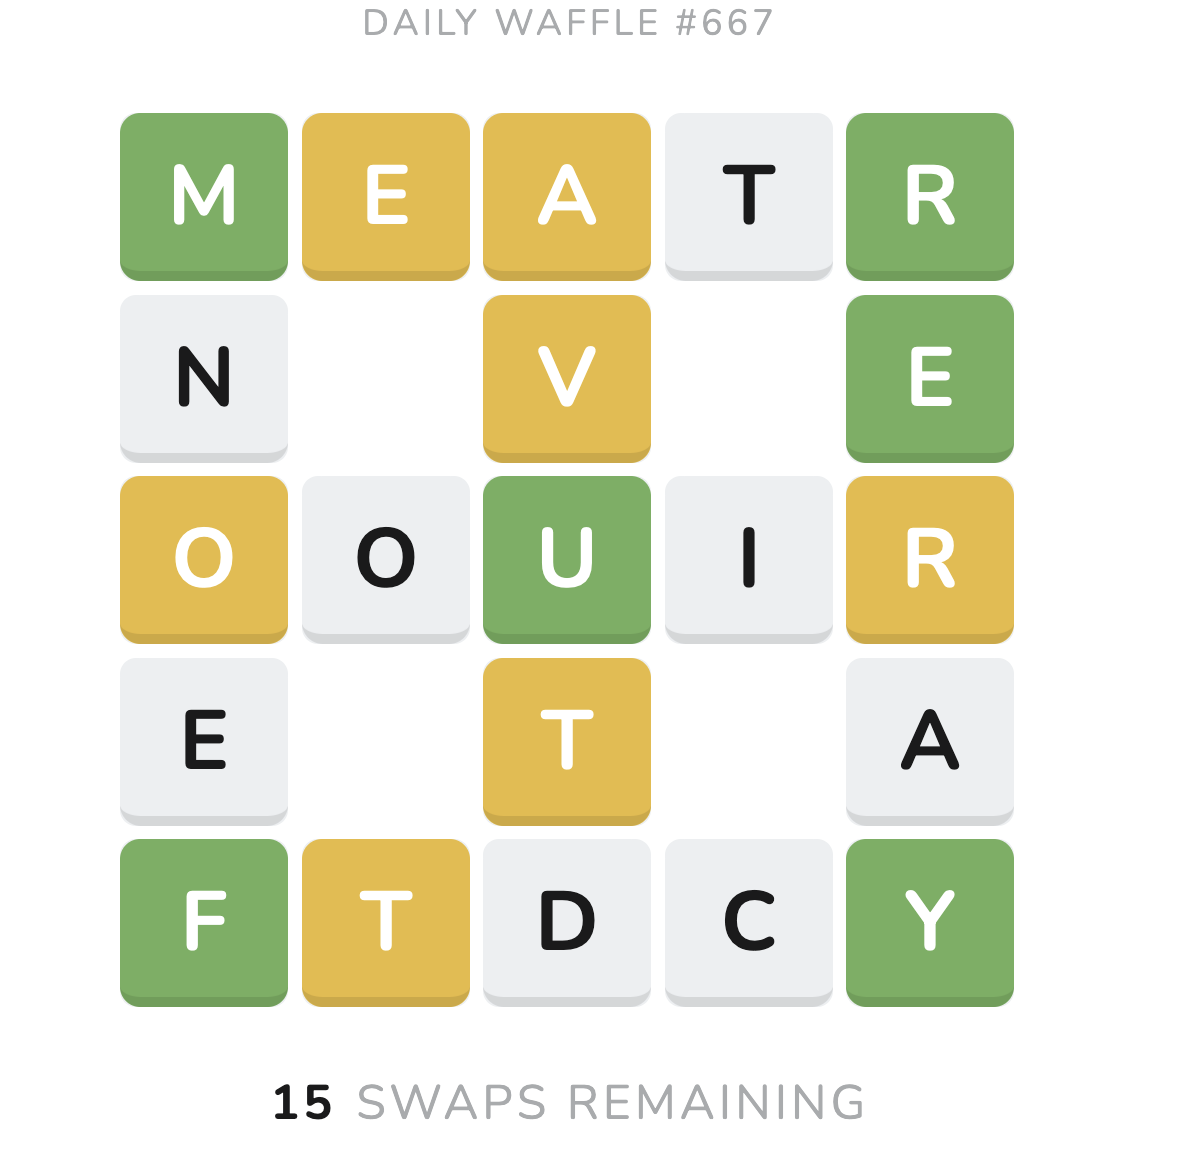 DAILY WAFFLE #667
M E A T R
N V E
O O U I R
E T A
F T D C Y
15 SWAPS REMAINING